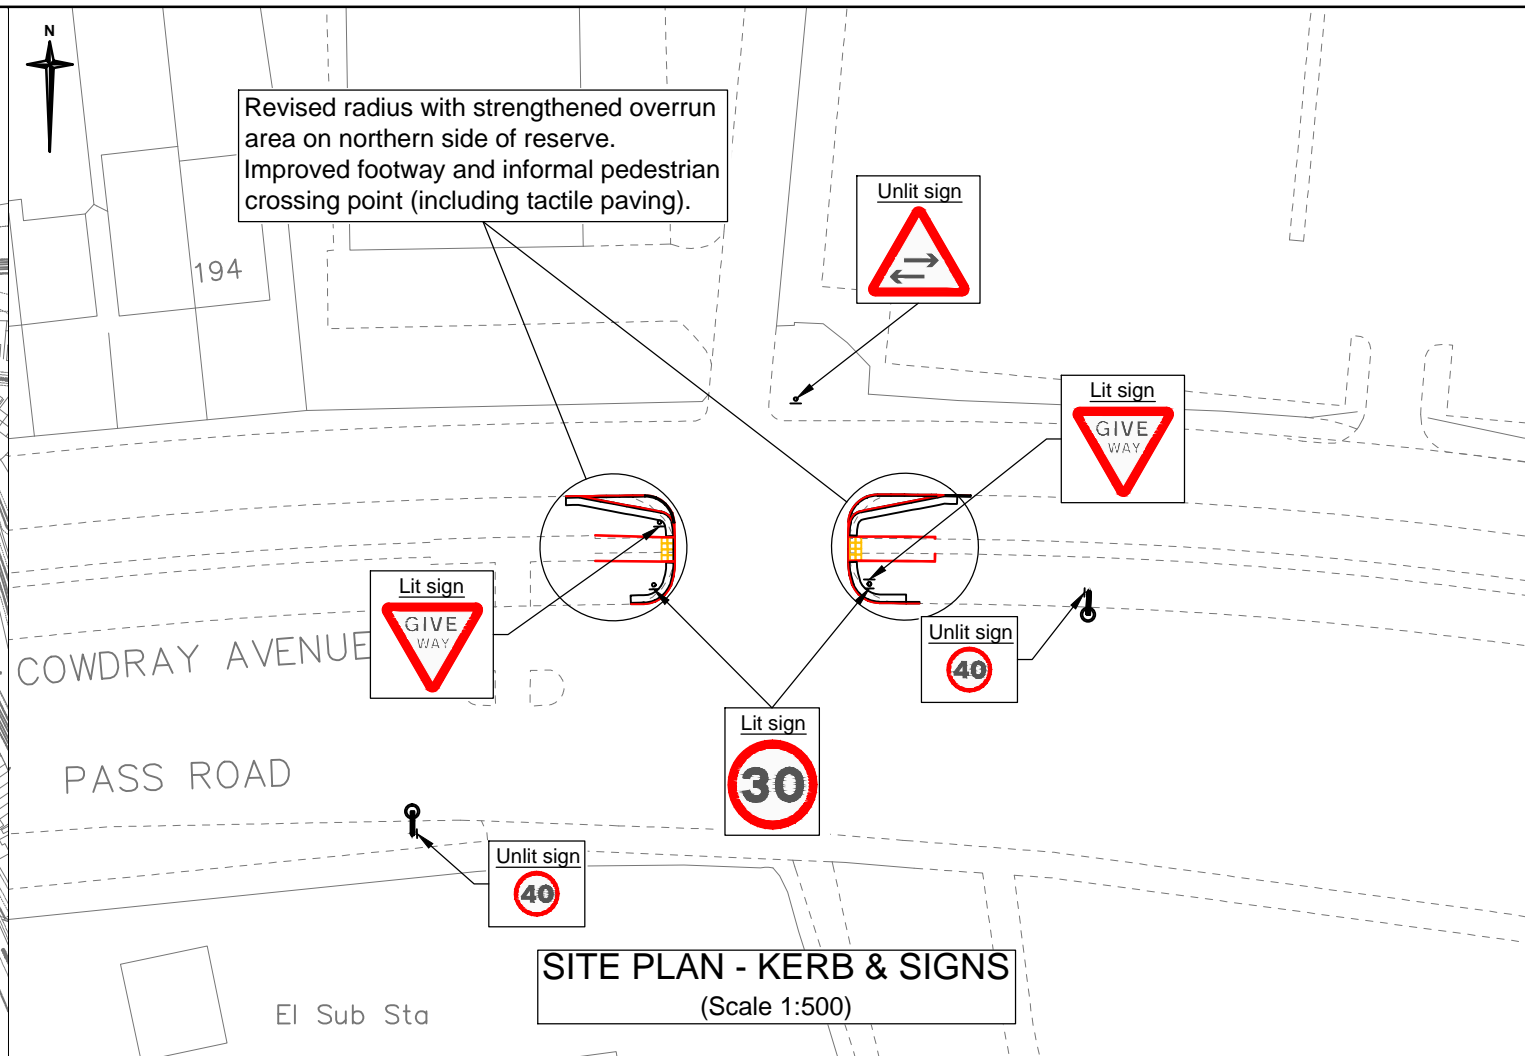 N
Revised radius with strengthened overrun
area on northern side of reserve.
Improved footway and informal pedestrian
crossing point (including tactile paving).
194
Unlit sign
Lit sign
GIVE
WAY
Lit sign
GIVE
WAY
Unlit sign
40
COWDRAY AVENUE
Lit sign
30
PASS ROAD
Unlit sign
40
SITE PLAN - KERB & SIGNS
(Scale 1:500)
El Sub Sta